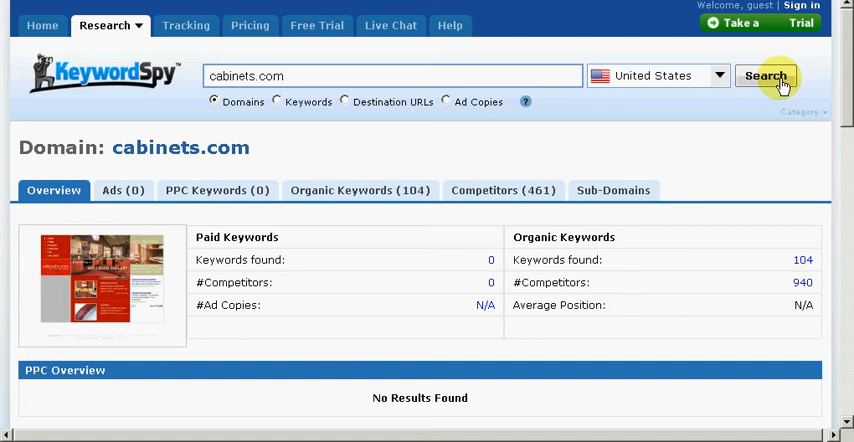 Welcome, guest | Sign in
Home Research Tracking Pricing Free Trial Live Chat Help
Take a Trial
KeywordSpy™
cabinets.com United States Search
Domains Keywords Destination URLs Ad Copies ?
Category
Domain: cabinets.com
Overview Ads (0) PPC Keywords (0) Organic Keywords (104) Competitors (461) Sub-Domains
Paid Keywords Organic Keywords
Keywords found: 0 Keywords found: 104
#Competitors: 0 #Competitors: 940
#Ad Copies: N/A Average Position: N/A
PPC Overview
No Results Found